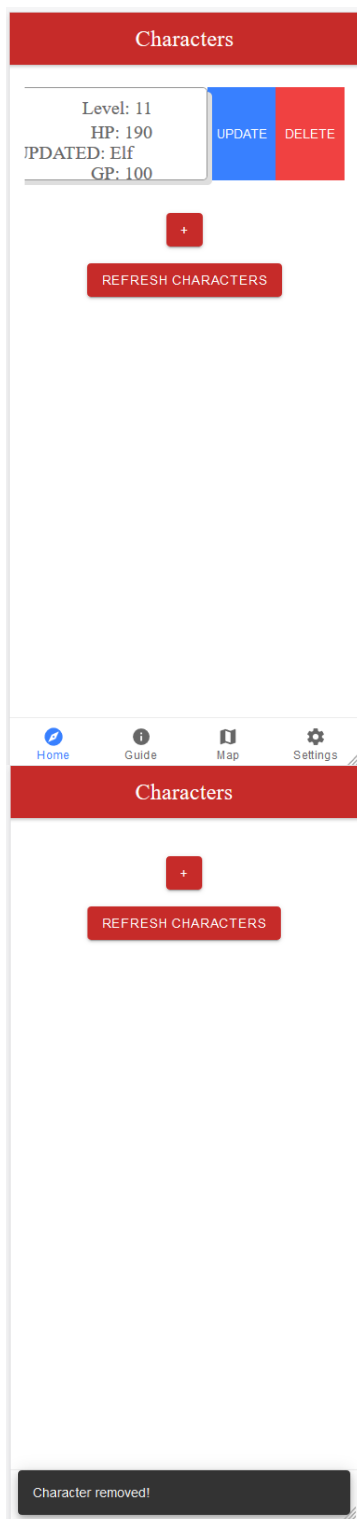 Characters
Level: 11
HP: 190
UPDATED: Elf
GP: 100
UPDATE
DELETE
+
REFRESH CHARACTERS
Home
Guide
Map
Settings
Characters
+
REFRESH CHARACTERS
Character removed!